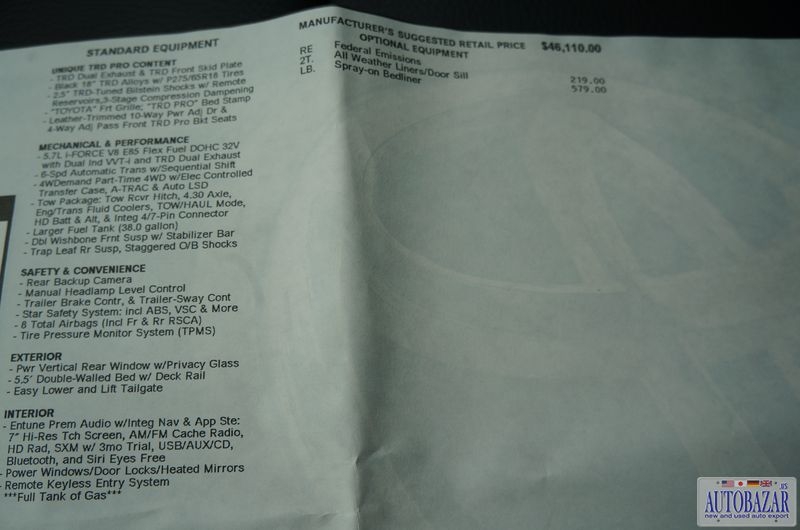 STANDARD EQUIPMENT
UNIQUE TRD PRO CONTENT
- TRD Dual Exhaust & TRD Front Skid Plate
- Black 18" TRD Alloys w/ P275/65R18 Tires
- 2.5" TRD-Tuned Bilstein Shocks w/ Remote
Reservoirs,3-Stage Compression Dampening
- "TOYOTA" Frt Grille; "TRD PRO" Bed Stamp
- Leather-Trimmed 10-Way Pwr Adj Dr &
4-Way Adj Pass Front TRD Pro Bkt Seats
MECHANICAL & PERFORMANCE
- 5.7L i-FORCE V8 E85 Flex Fuel DOHC 32V
with Dual Ind VVT-i and TRD Dual Exhaust
- 6-Spd Automatic Trans w/Sequential Shift
- 4WDemand Part-Time 4WD w/Elec Controlled
Transfer Case, A-TRAC & Auto LSD
- Tow Package: Tow Rcvr Hitch, 4.30 Axle,
Eng/Trans Fluid Coolers, TOW/HAUL Mode,
HD Batt & Alt, & Integ 4/7-Pin Connector
- Larger Fuel Tank (38.0 gallon)
- Dbl Wishbone Frnt Susp w/ Stabilizer Bar
- Trap Leaf Rr Susp, Staggered O/B Shocks
SAFETY & CONVENIENCE
- Rear Backup Camera
- Manual Headlamp Level Control
- Trailer Brake Contr, & Trailer-Sway Cont
- Star Safety System: incl ABS, VSC & More
- 8 Total Airbags (Incl Fr & Rr RSCA)
- Tire Pressure Monitor System (TPMS)
EXTERIOR
- Pwr Vertical Rear Window w/Privacy Glass
- 5.5' Double-Walled Bed w/ Deck Rail
- Easy Lower and Lift Tailgate
INTERIOR
- Entune Prem Audio w/Integ Nav & App Ste:
7" Hi-Res Tch Screen, AM/FM Cache Radio,
HD Rad, SXM w/ 3mo Trial, USB/AUX/CD,
Bluetooth, and Siri Eyes Free
- Power Windows/Door Locks/Heated Mirrors
- Remote Keyless Entry System
***Full Tank of Gas***
MANUFACTURER'S SUGGESTED RETAIL PRICE $46,110.00
OPTIONAL EQUIPMENT
RE Federal Emissions
2T. All Weather Liners/Door Sill 219.00
LB. Spray-on Bedliner 579.00
AUTOBAZAR.US
new and used auto export